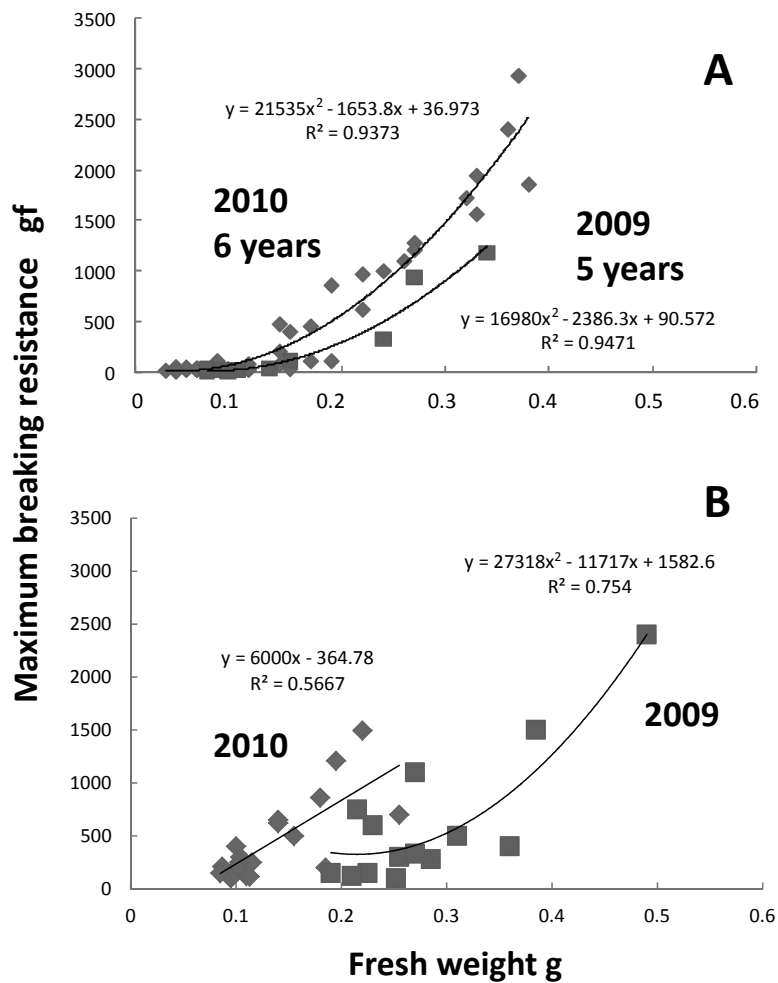 A
3500
3000
2500
2000
1500
1000
500
0
y = 21535x² - 1653.8x + 36.973
R² = 0.9373
2010
6 years
2009
5 years
y = 16980x² - 2386.3x + 90.572
R² = 0.9471
0 0.1 0.2 0.3 0.4 0.5 0.6
Maximum breaking resistance gf
B
3500
3000
2500
2000
1500
1000
500
0
y = 27318x² - 11717x + 1582.6
R² = 0.754
y = 6000x - 364.78
R² = 0.5667
2010
2009
0 0.1 0.2 0.3 0.4 0.5 0.6
Fresh weight g